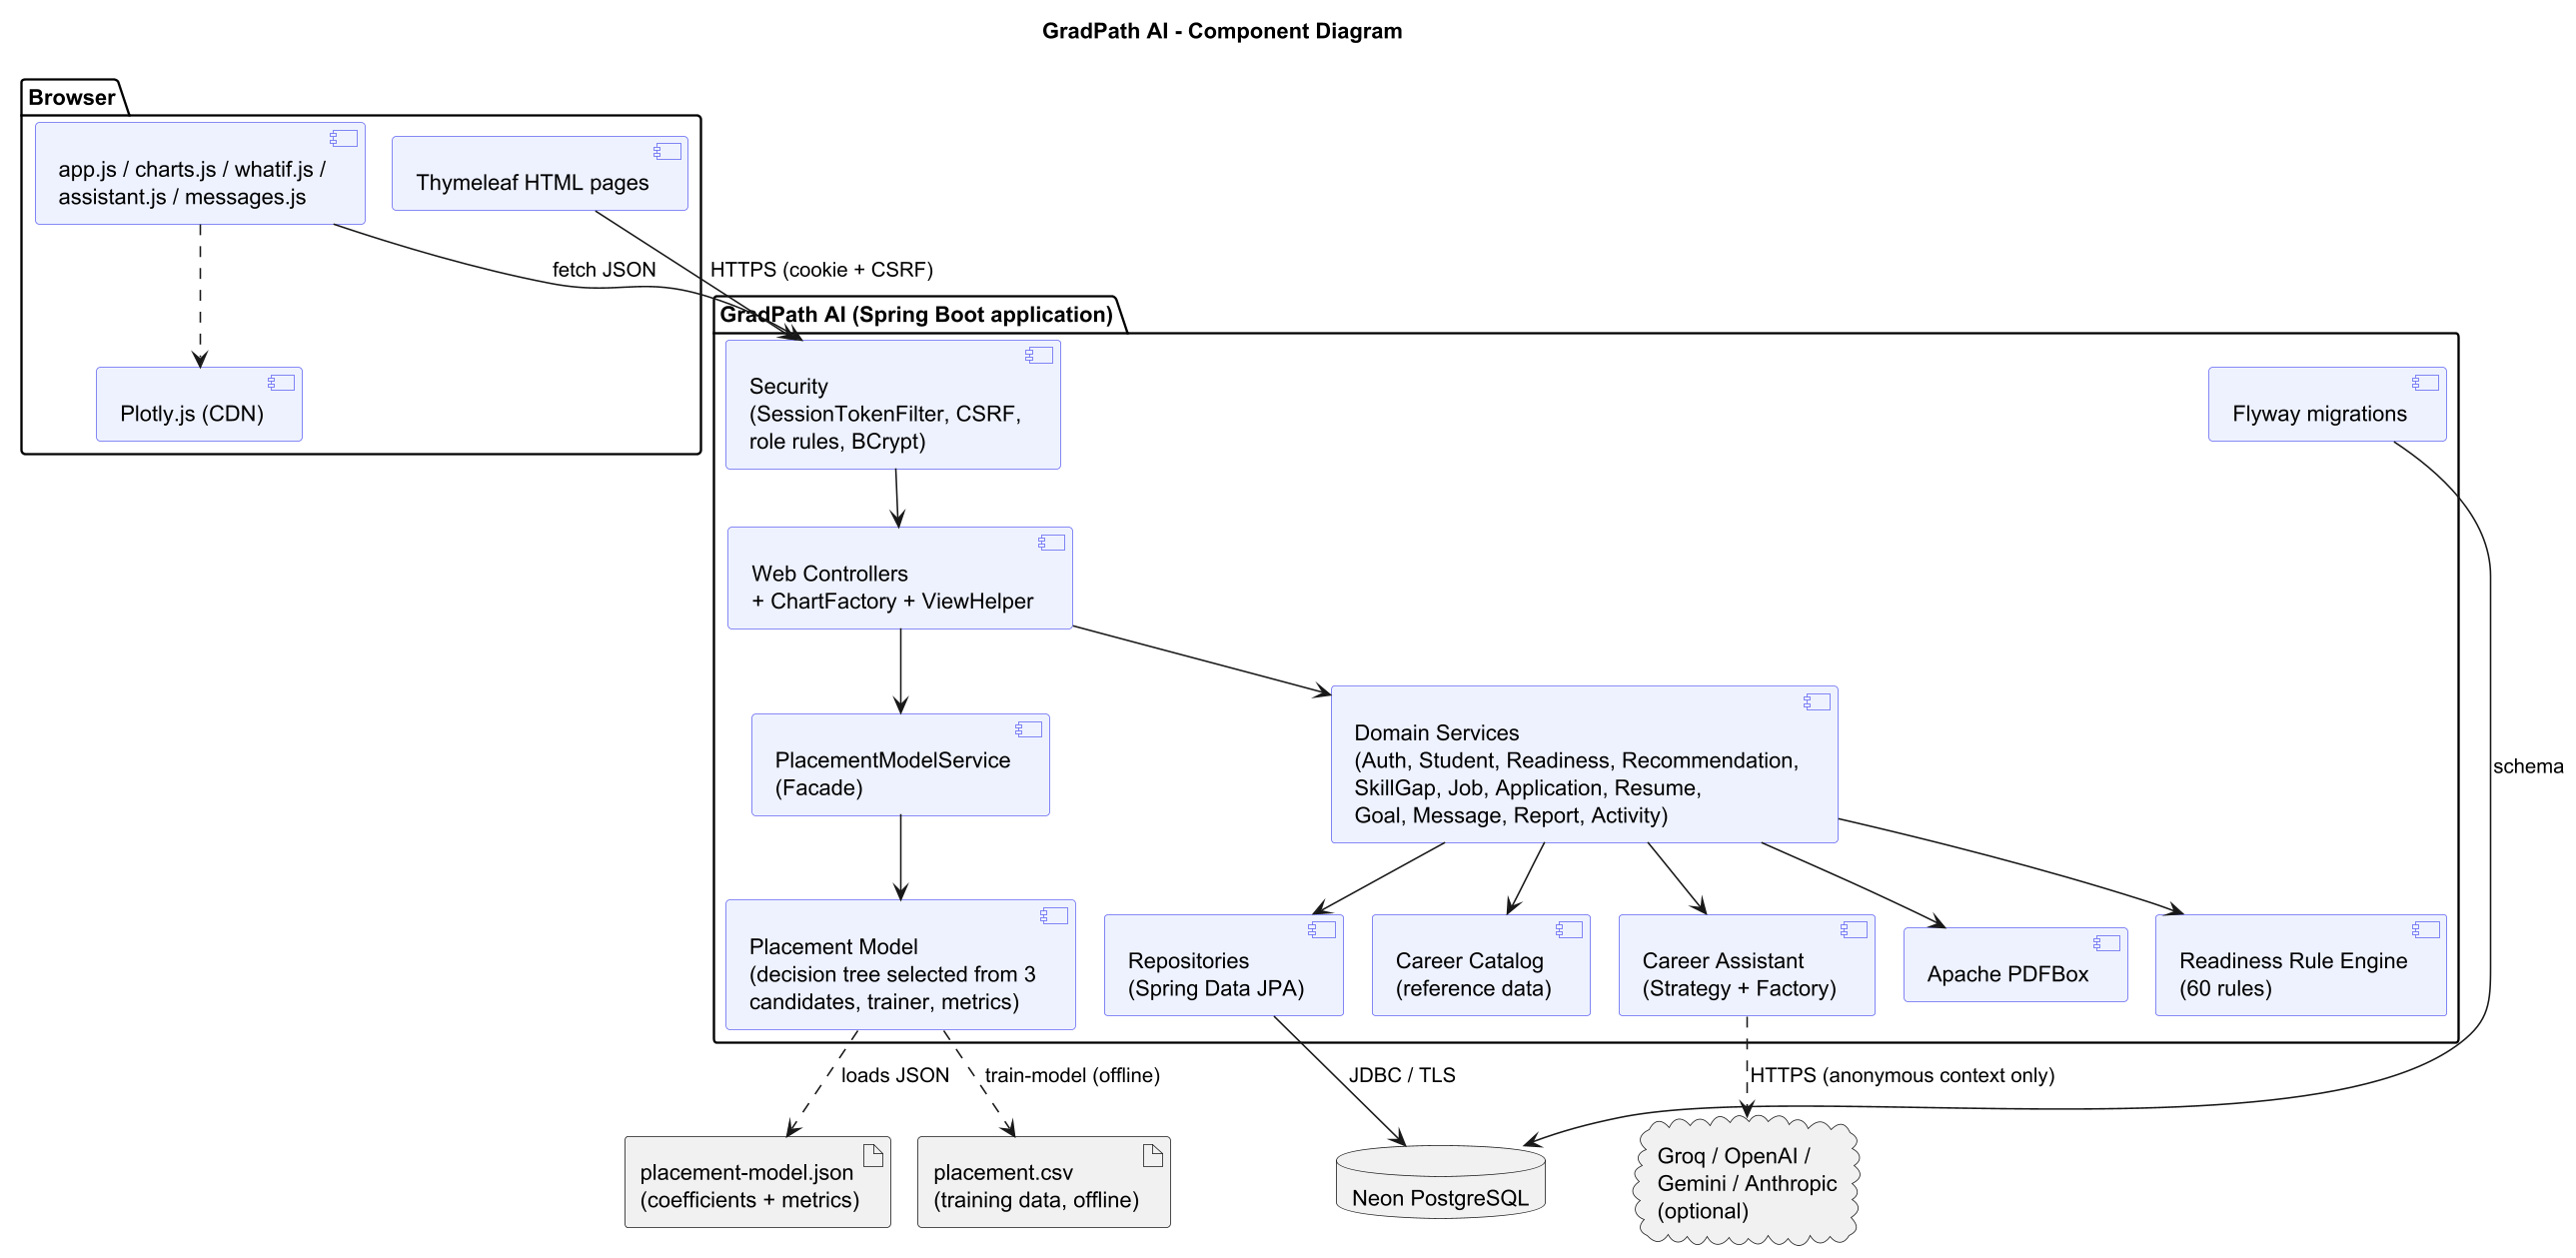 GradPath AI - Component Diagram
Browser
app.js / charts.js / whatif.js /
assistant.js / messages.js
Thymeleaf HTML pages
fetch JSON
HTTPS (cookie + CSRF)
Plotly.js (CDN)
GradPath AI (Spring Boot application)
Security
(SessionTokenFilter, CSRF,
role rules, BCrypt)
Flyway migrations
Web Controllers
+ ChartFactory + ViewHelper
PlacementModelService
(Facade)
Domain Services
(Auth, Student, Readiness, Recommendation,
SkillGap, Job, Application, Resume,
Goal, Message, Report, Activity)
schema
Placement Model
(decision tree selected from 3
candidates, trainer, metrics)
Repositories
(Spring Data JPA)
Career Catalog
(reference data)
Career Assistant
(Strategy + Factory)
Apache PDFBox
Readiness Rule Engine
(60 rules)
loads JSON
train-model (offline)
JDBC / TLS
HTTPS (anonymous context only)
placement-model.json
(coefficients + metrics)
placement.csv
(training data, offline)
Neon PostgreSQL
Groq / OpenAI /
Gemini / Anthropic
(optional)